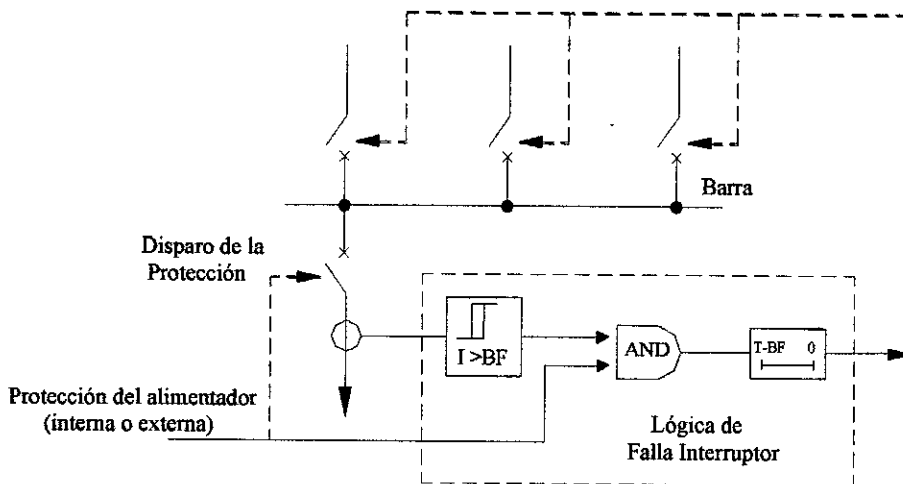 Barra
Disparo de la
Protección
I >BF
AND
T-BF 0
Protección del alimentador
(interna o externa)
Lógica de
Falla Interruptor